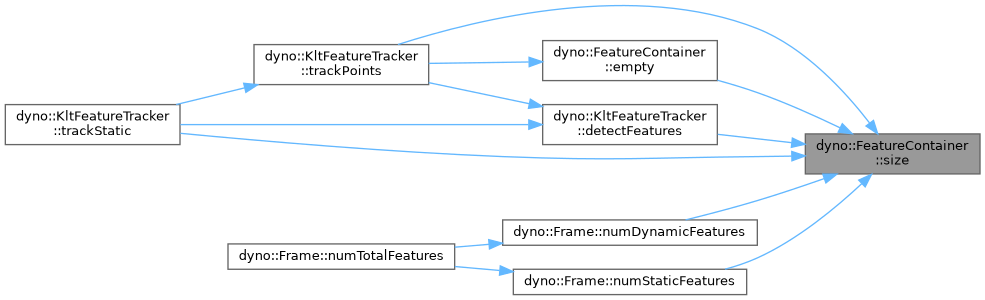 dyno::KltFeatureTracker
::trackPoints
dyno::FeatureContainer
::empty
dyno::KltFeatureTracker
::trackStatic
dyno::KltFeatureTracker
::detectFeatures
dyno::FeatureContainer
::size
dyno::Frame::numDynamicFeatures
dyno::Frame::numTotalFeatures
dyno::Frame::numStaticFeatures